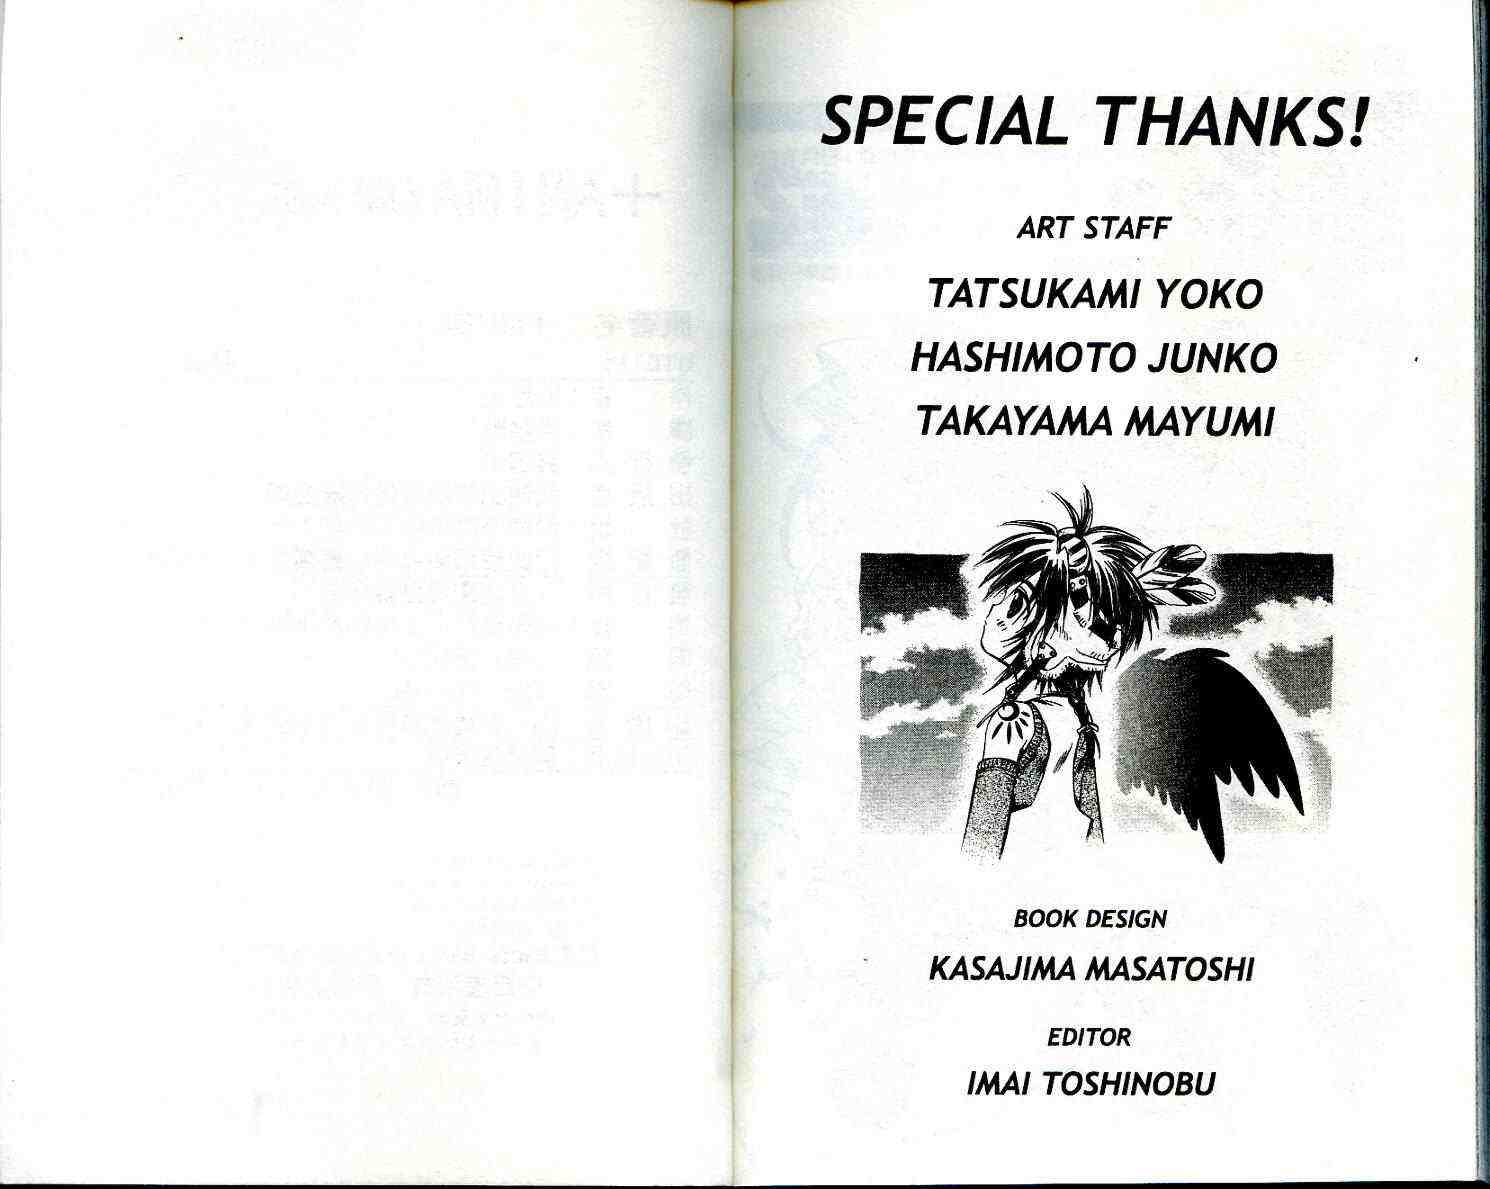 SPECIAL THANKS!
ART STAFF
TATSUKAMI YOKO
HASHIMOTO JUNKO
TAKAYAMA MAYUMI
BOOK DESIGN
KASAJIMA MASATOSHI
EDITOR
IMAI TOSHINOBU